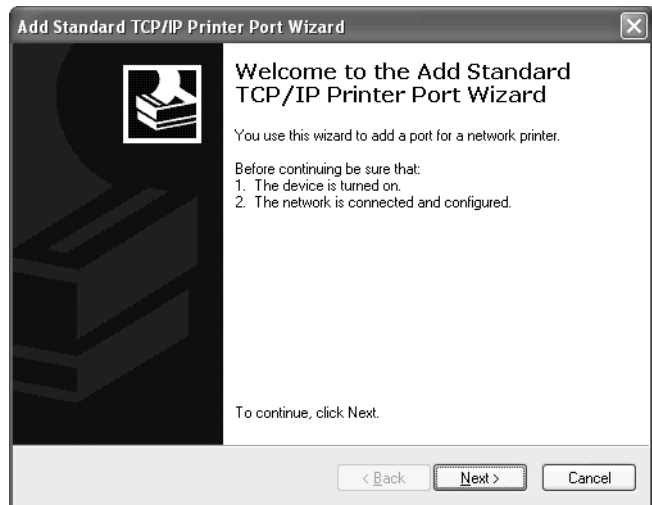 Add Standard TCP/IP Printer Port Wizard
Welcome to the Add Standard
TCP/IP Printer Port Wizard
You use this wizard to add a port for a network printer.
Before continuing be sure that:
1. The device is turned on.
2. The network is connected and configured.
To continue, click Next.
< Back Next > Cancel